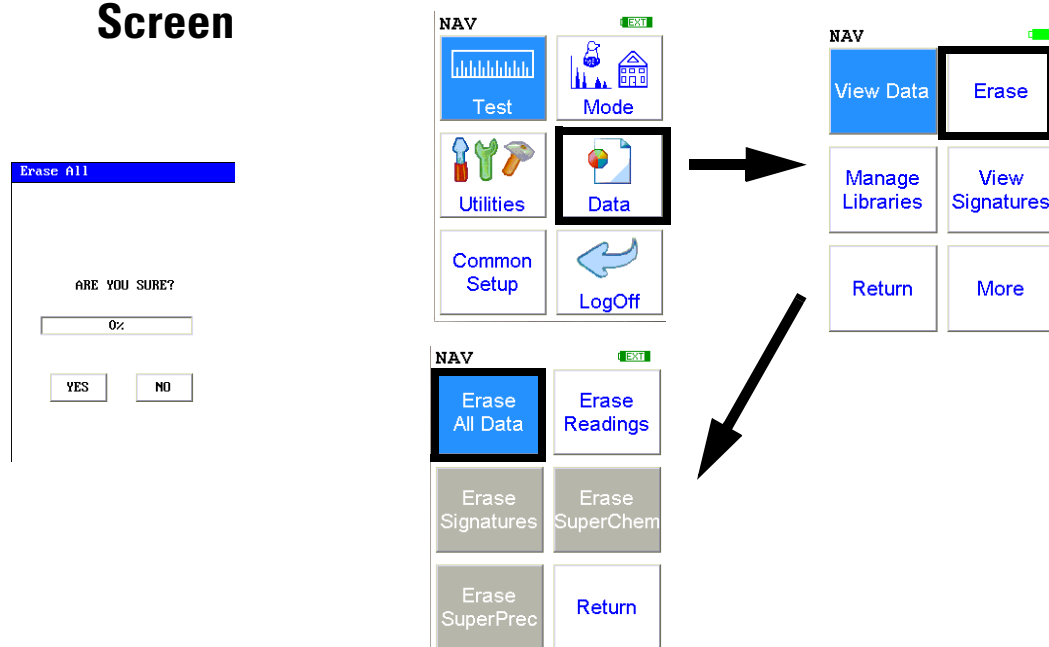 Screen
Erase All
ARE YOU SURE?
0%
YES NO
NAV EXT
Test Mode
Utilities Data
Common
Setup
LogOff
NAV
View Data Erase
Manage
Libraries
View
Signatures
Return More
NAV EXT
Erase
All Data
Erase
Readings
Erase
Signatures
Erase
SuperChem
Erase
SuperPrec
Return